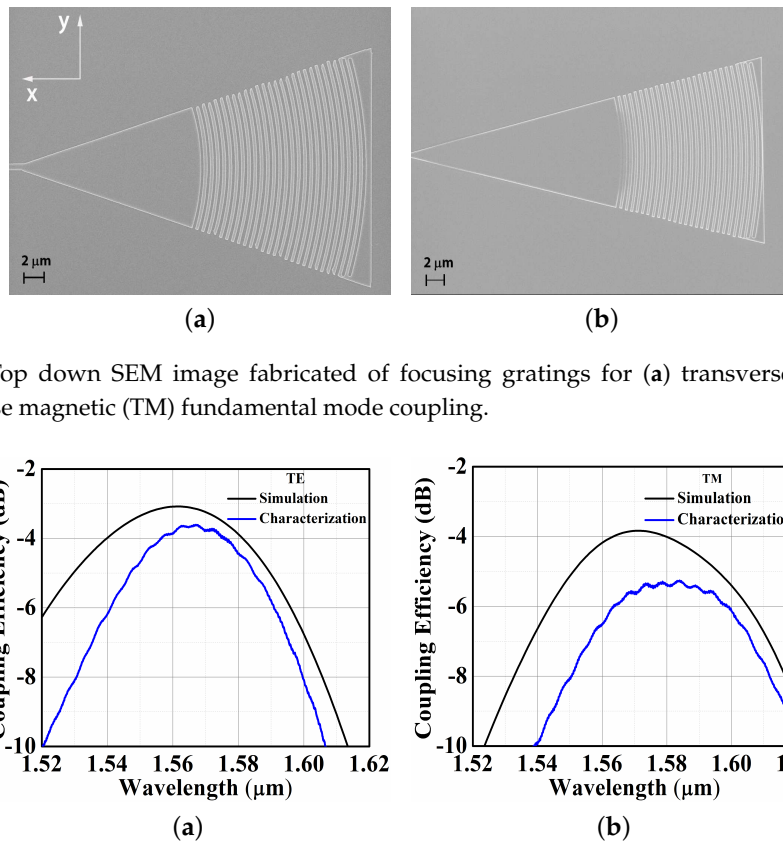 y
x
2 μm
2 μm
(a)
(b)
Top down SEM image fabricated of focusing gratings for (a) transverse
magnetic (TM) fundamental mode coupling.
-2
-4
-6
-8
-10
Coupling Efficiency (dB)
TE
Simulation
Characterization
1.52 1.54 1.56 1.58 1.60 1.62
Wavelength (μm)
(a)
-2
-4
-6
-8
-10
Coupling Efficiency (dB)
TM
Simulation
1.52 1.54 1.56 1.58 1.60
Wavelength (μm)
(b)